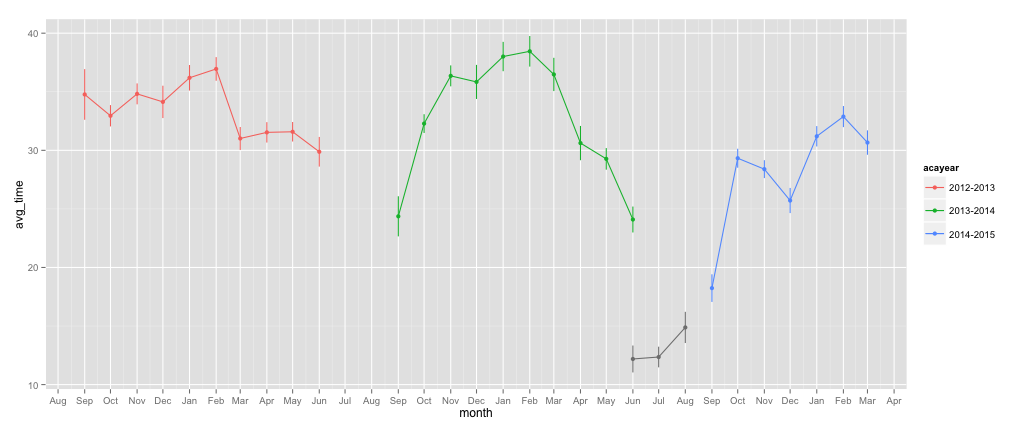 40
30
20
10
avg_time
Aug Sep Oct Nov Dec Jan Feb Mar Apr May Jun Jul Aug Sep Oct Nov Dec Jan Feb Mar Apr May Jun Jul Aug Sep Oct Nov Dec Jan Feb Mar Apr
month
acayear
2012-2013
2013-2014
2014-2015